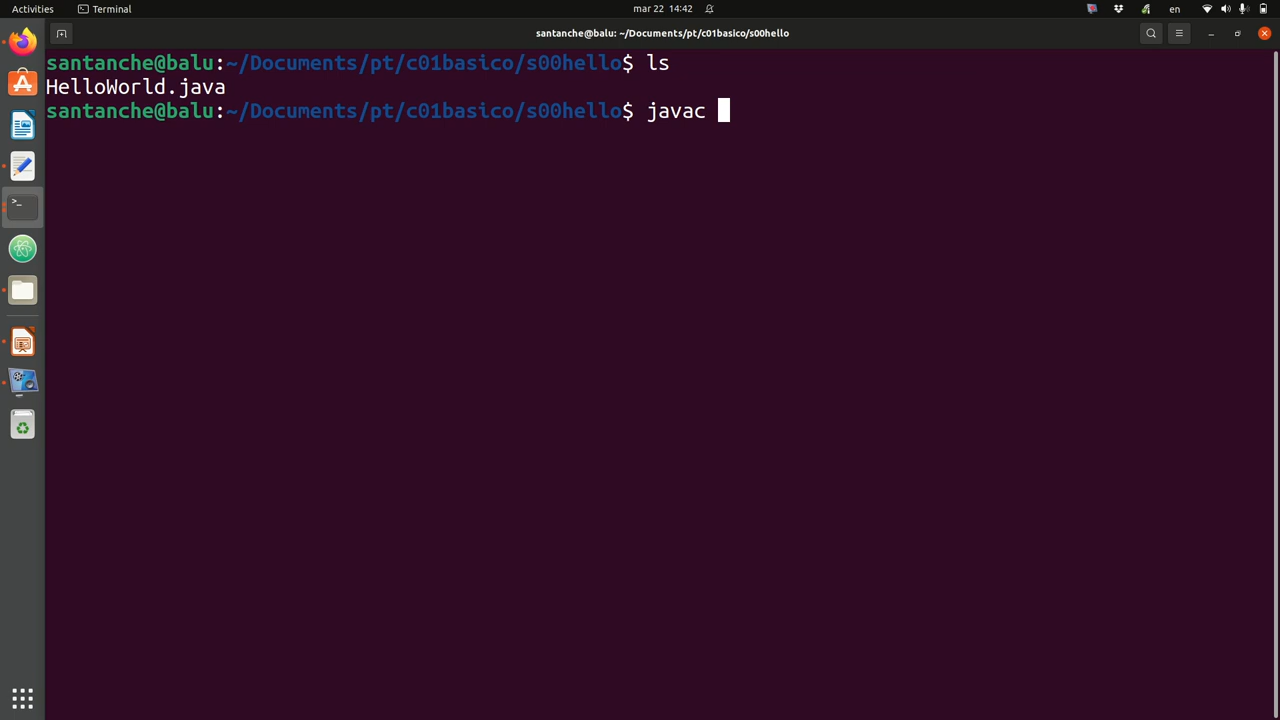 Activities Terminal mar 22 14:42 en
santanche@balu: ~/Documents/pt/c01basico/s00hello
santanche@balu:~/Documents/pt/c01basico/s00hello$ ls
HelloWorld.java
santanche@balu:~/Documents/pt/c01basico/s00hello$ javac